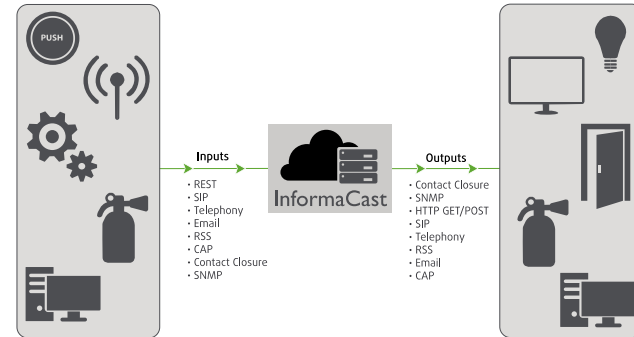 PUSH
Inputs
• REST
• SIP
• Telephony
• Email
• RSS
• CAP
• Contact Closure
• SNMP
InformaCast
Outputs
• Contact Closure
• SNMP
• HTTP GET/POST
• SIP
• Telephony
• RSS
• Email
• CAP